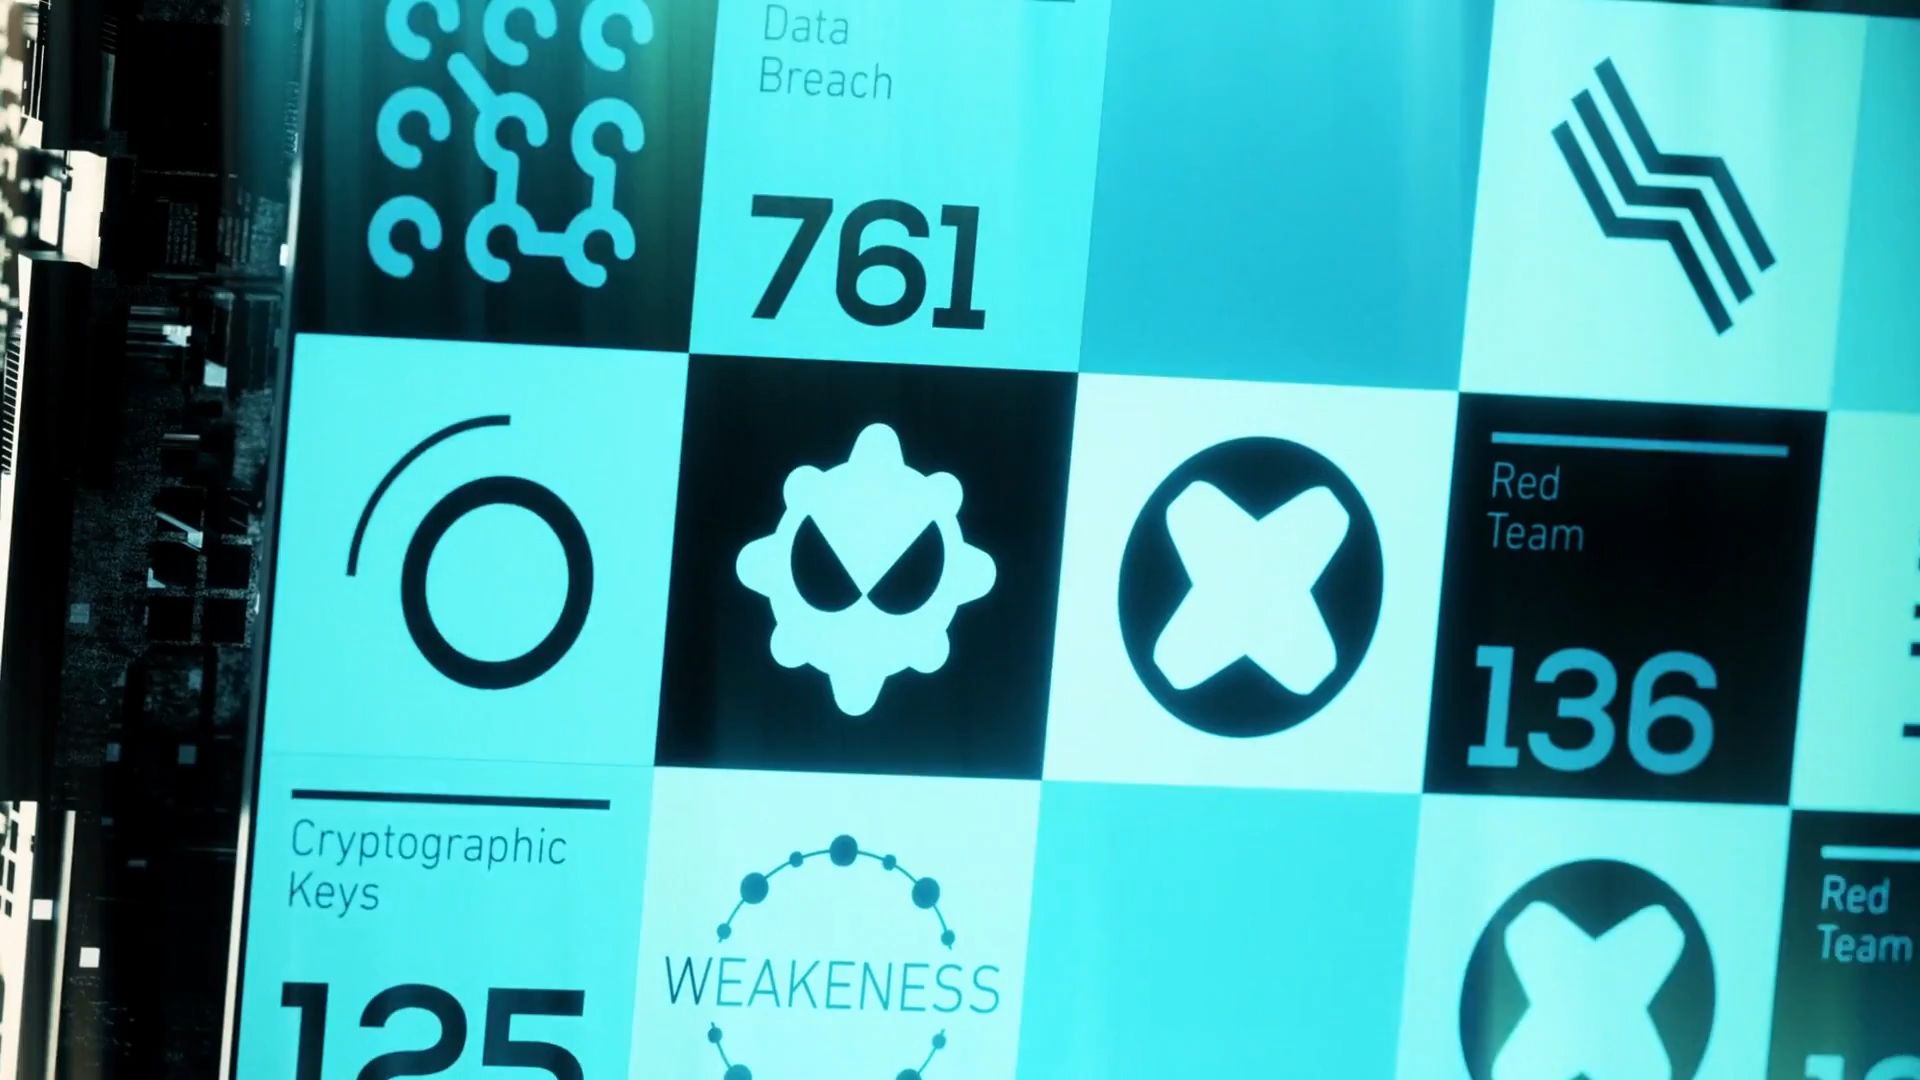 Data
Breach
761
Red
Team
136
Cryptographic
Keys
125
WEAKENESS
Red
Team